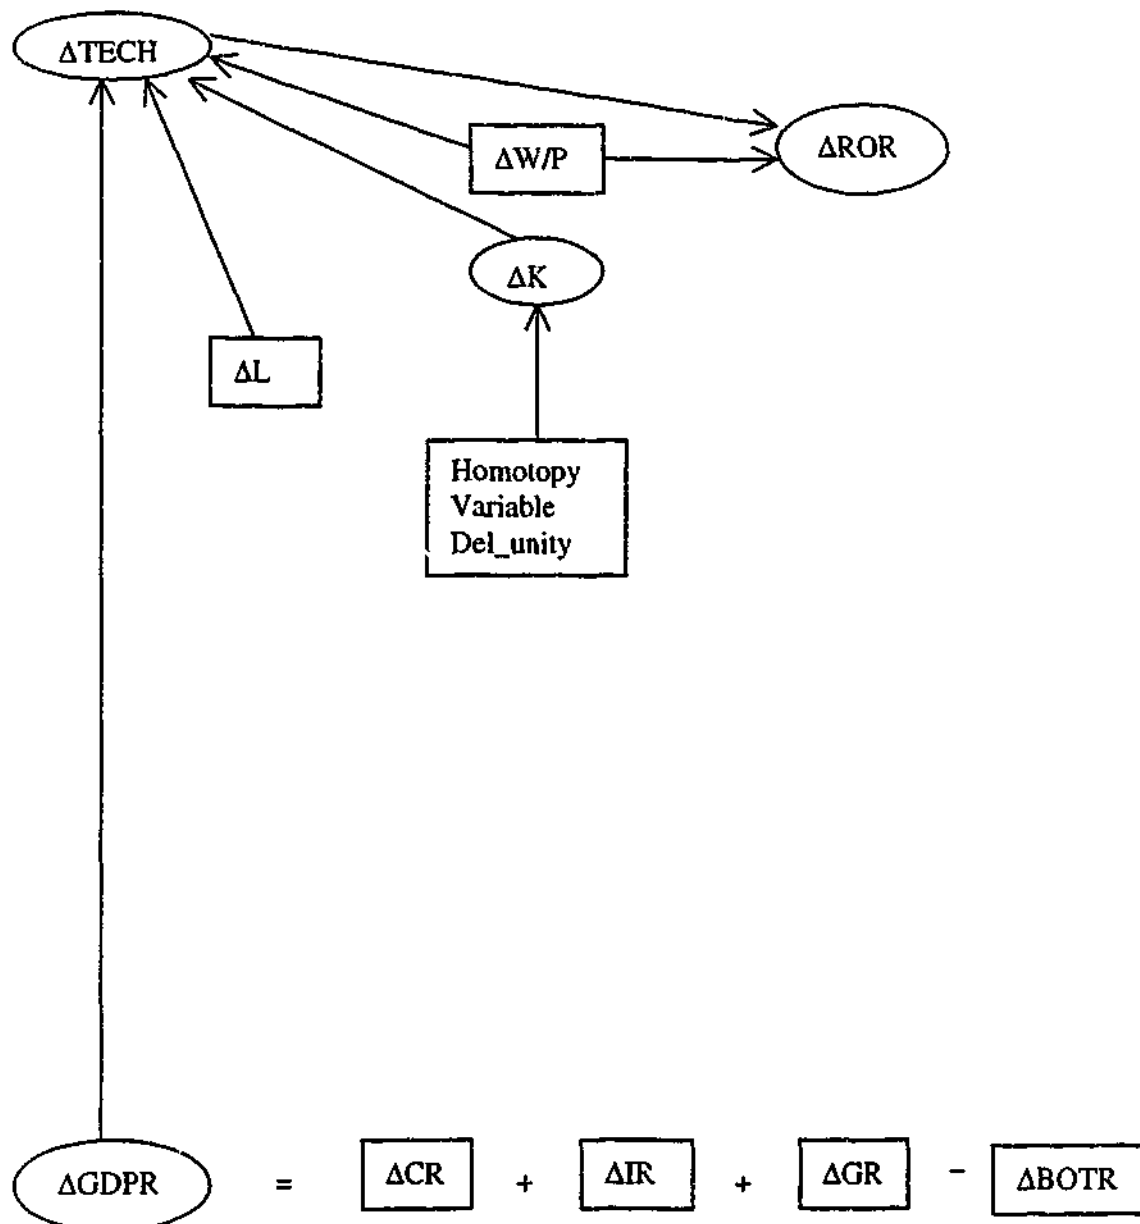 ΔTECH
ΔW/P
ΔROR
ΔK
ΔL
Homotopy
Variable
Del_unity
ΔGDPR = ΔCR + ΔIR + ΔGR - ΔBOTR